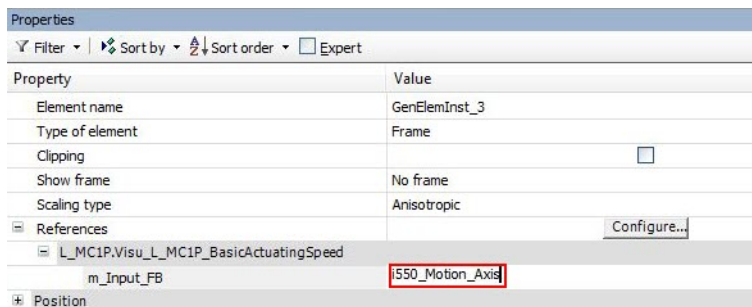 Properties
Filter Sort by Sort order Expert
Property Value
Element name GenElemInst_3
Type of element Frame
Clipping
Show frame No frame
Scaling type Anisotropic
References Configure...
L_MC1P.Visu_L_MC1P_BasicActuatingSpeed
m_Input_FB i550_Motion_Axis
Position